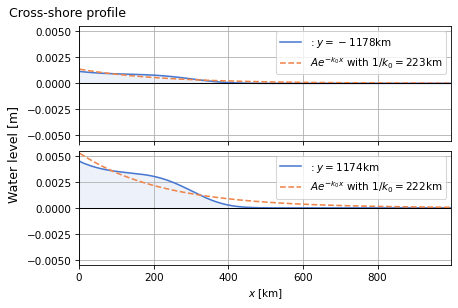 Cross-shore profile
Water level [m]
0.0050
0.0025
0.0000
−0.0025
−0.0050
: y = −1178km
Ae^{−k₀x} with 1/k₀ = 223km
0.0050
0.0025
0.0000
−0.0025
−0.0050
: y = 1174km
Ae^{−k₀x} with 1/k₀ = 222km
0 200 400 600 800
x [km]